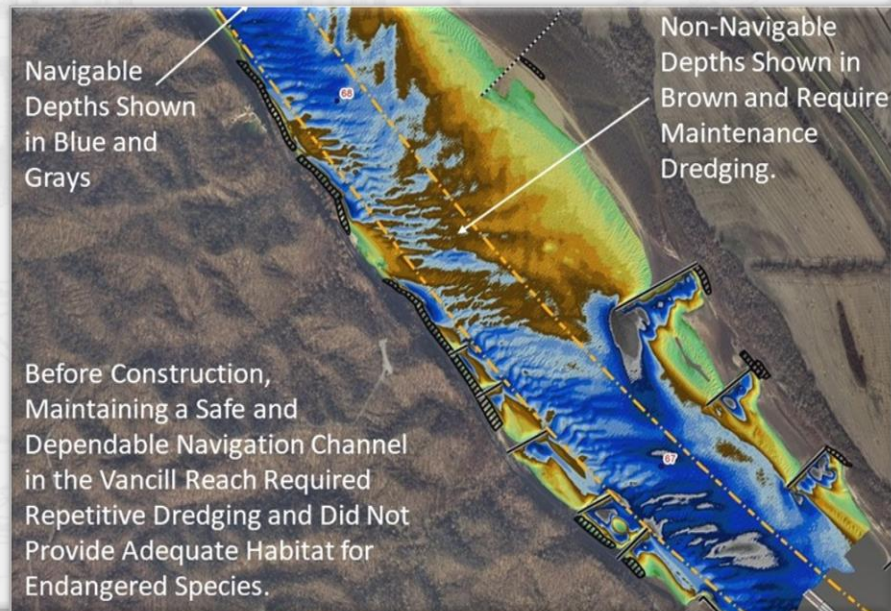 Navigable
Depths Shown
in Blue and
Grays
Non-Navigable
Depths Shown in
Brown and Require
Maintenance
Dredging.
68
67
Before Construction,
Maintaining a Safe and
Dependable Navigation Channel
in the Vancill Reach Required
Repetitive Dredging and Did Not
Provide Adequate Habitat for
Endangered Species.